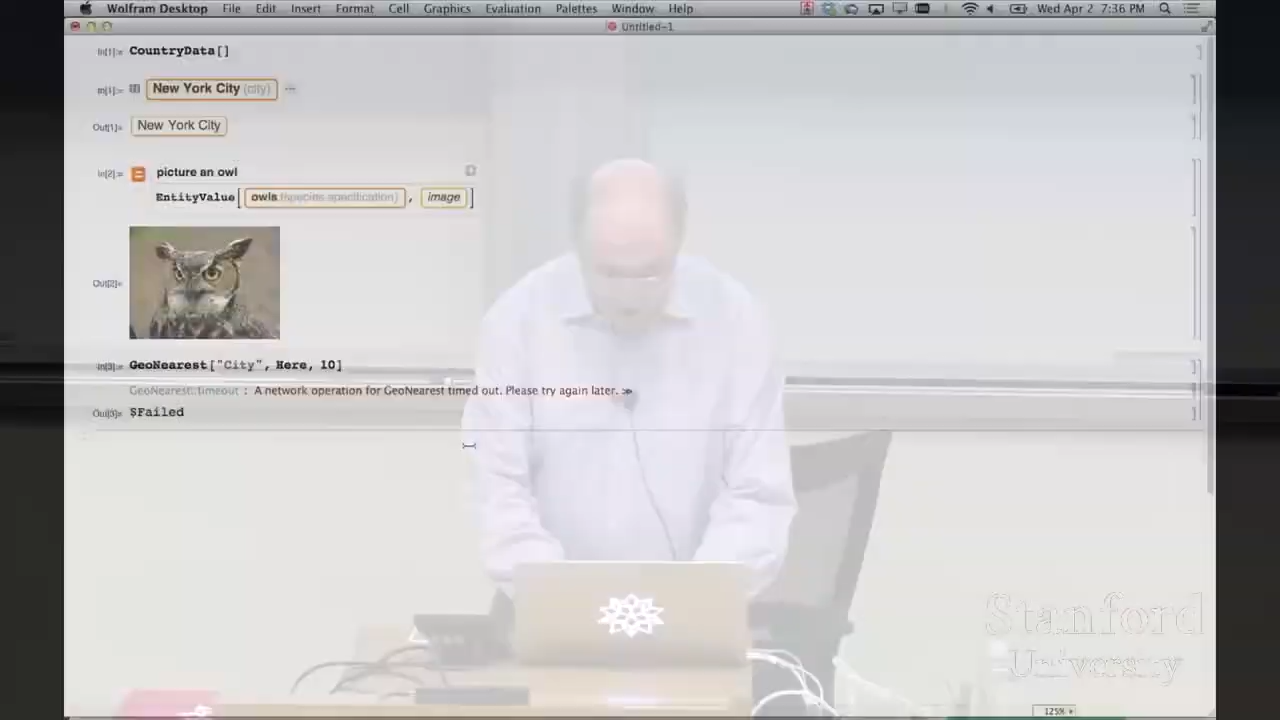 Wolfram Desktop File Edit Insert Format Cell Graphics Evaluation Palettes Window Help Wed Apr 2 7:36 PM
Untitled-1
In[1]:= CountryData[]
In[1]:= New York City (city)
Out[1]= New York City
In[2]:= picture an owl
EntityValue[ owls (species specification) , image ]
Out[2]=
In[3]:= GeoNearest["City", Here, 10]
GeoNearest::timeout : A network operation for GeoNearest timed out. Please try again later. ≫
Out[3]= $Failed
Stanford
University
125%